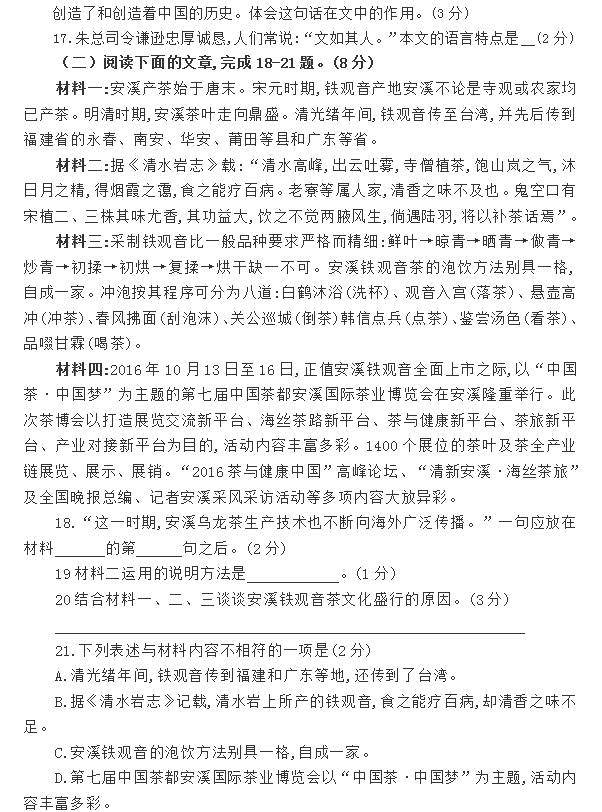 创造了和创造着中国的历史。体会这句话在文中的作用。(3分)
17.朱总司令谦逊忠厚诚恳,人们常说:“文如其人。”本文的语言特点是__(2分)
(二)阅读下面的文章,完成18-21题。(8分)
材料一:安溪产茶始于唐末。宋元时期,铁观音产地安溪不论是寺观或农家均
已产茶。明清时期,安溪茶叶走向鼎盛。清光绪年间,铁观音传至台湾,并先后传到
福建省的永春、南安、华安、莆田等县和广东等省。
材料二:据《清水岩志》载:“清水高峰,出云吐雾,寺僧植茶,饱山岚之气,沐
日月之精,得烟霞之霭,食之能疗百病。老寮等属人家,清香之味不及也。鬼空口有
宋植二、三株其味尤香,其功益大,饮之不觉两腋风生,倘遇陆羽,将以补茶话焉”。
材料三:采制铁观音比一般品种要求严格而精细:鲜叶→晾青→晒青→做青→
炒青→初揉→初烘→复揉→烘干缺一不可。安溪铁观音茶的泡饮方法别具一格,
自成一家。冲泡按其程序可分为八道:白鹤沐浴(洗杯)、观音入宫(落茶)、悬壶高
冲(冲茶)、春风拂面(刮泡沫)、关公巡城(倒茶)韩信点兵(点茶)、鉴尝汤色(看茶)、
品啜甘霖(喝茶)。
材料四:2016年10月13日至16日,正值安溪铁观音全面上市之际,以“中国
茶·中国梦”为主题的第七届中国茶都安溪国际茶业博览会在安溪隆重举行。此
次茶博会以打造展览交流新平台、海丝茶路新平台、茶与健康新平台、茶旅新平
台、产业对接新平台为目的,活动内容丰富多彩。1400个展位的茶叶及茶全产业
链展览、展示、展销。“2016茶与健康中国”高峰论坛、“清新安溪·海丝茶旅”
及全国晚报总编、记者安溪采风采访活动等多项内容大放异彩。
18.“这一时期,安溪乌龙茶生产技术也不断向海外广泛传播。”一句应放在
材料______的第______句之后。(2分)
19材料二运用的说明方法是___________。(1分)
20结合材料一、二、三谈谈安溪铁观音茶文化盛行的原因。(3分)
21.下列表述与材料内容不相符的一项是(2分)
A.清光绪年间,铁观音传到福建和广东等地,还传到了台湾。
B.据《清水岩志》记载,清水岩上所产的铁观音,食之能疗百病,却清香之味不
足。
C.安溪铁观音的泡饮方法别具一格,自成一家。
D.第七届中国茶都安溪国际茶业博览会以“中国茶·中国梦”为主题,活动内
容丰富多彩。